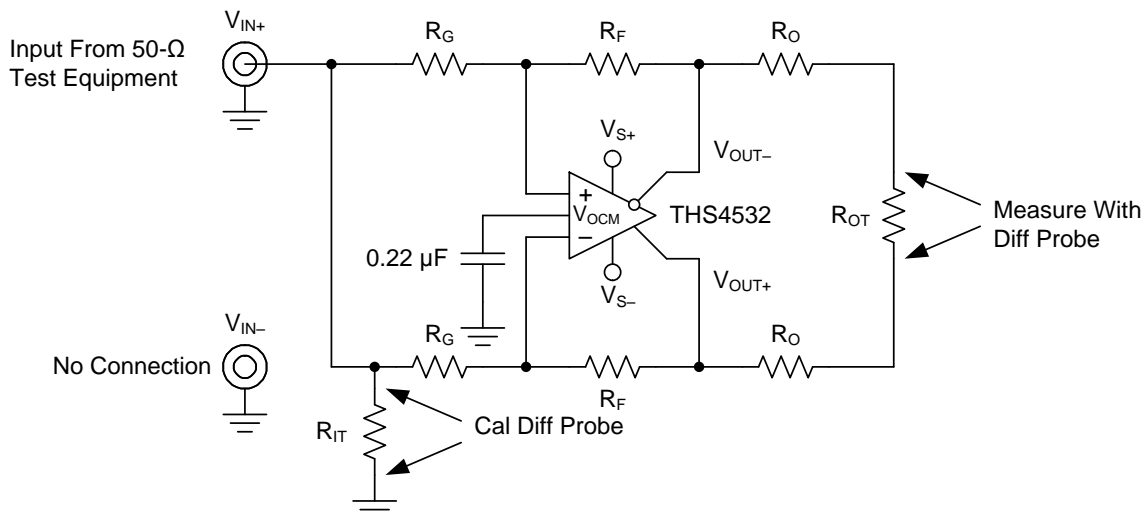 V_IN+
Input From 50-Ω
Test Equipment
R_G
R_F
R_O
V_S+
V_OUT–
+
V_OCM
–
THS4532
R_OT
Measure With
Diff Probe
0.22 µF
V_S–
V_OUT+
V_IN–
No Connection
R_G
R_F
R_O
R_IT
Cal Diff Probe